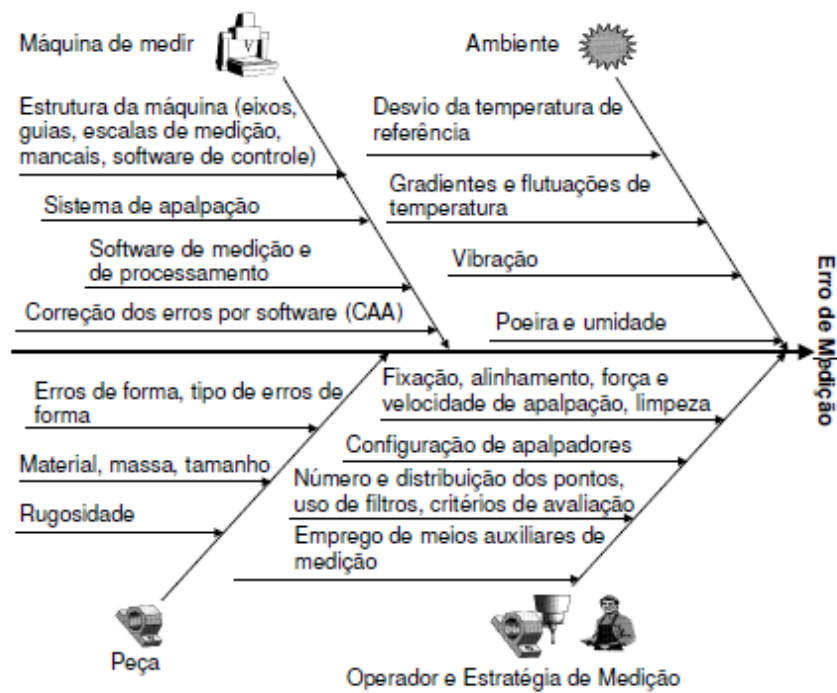 Máquina de medir
Ambiente
Estrutura da máquina (eixos,
guias, escalas de medição,
mancais, software de controle)
Sistema de apalpação
Software de medição e
de processamento
Correção dos erros por software (CAA)
Desvio da temperatura de
referência
Gradientes e flutuações de
temperatura
Vibração
Poeira e umidade
Erro de Medição
Erros de forma, tipo de erros de
forma
Material, massa, tamanho
Rugosidade
Peça
Fixação, alinhamento, força e
velocidade de apalpação, limpeza
Configuração de apalpadores
Número e distribuição dos pontos,
uso de filtros, critérios de avaliação
Emprego de meios auxiliares de
medição
Operador e Estratégia de Medição